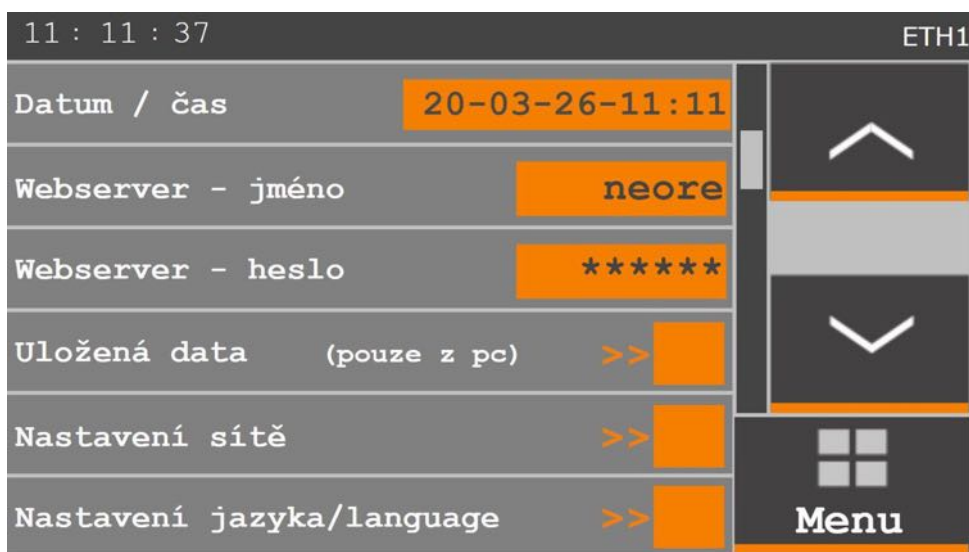 11 : 11 : 37 ETH1
Datum / čas 20-03-26-11:11
Webserver - jméno neore
Webserver - heslo ******
Uložená data (pouze z pc) >>
Nastavení sítě >>
Nastavení jazyka/language >>
Menu